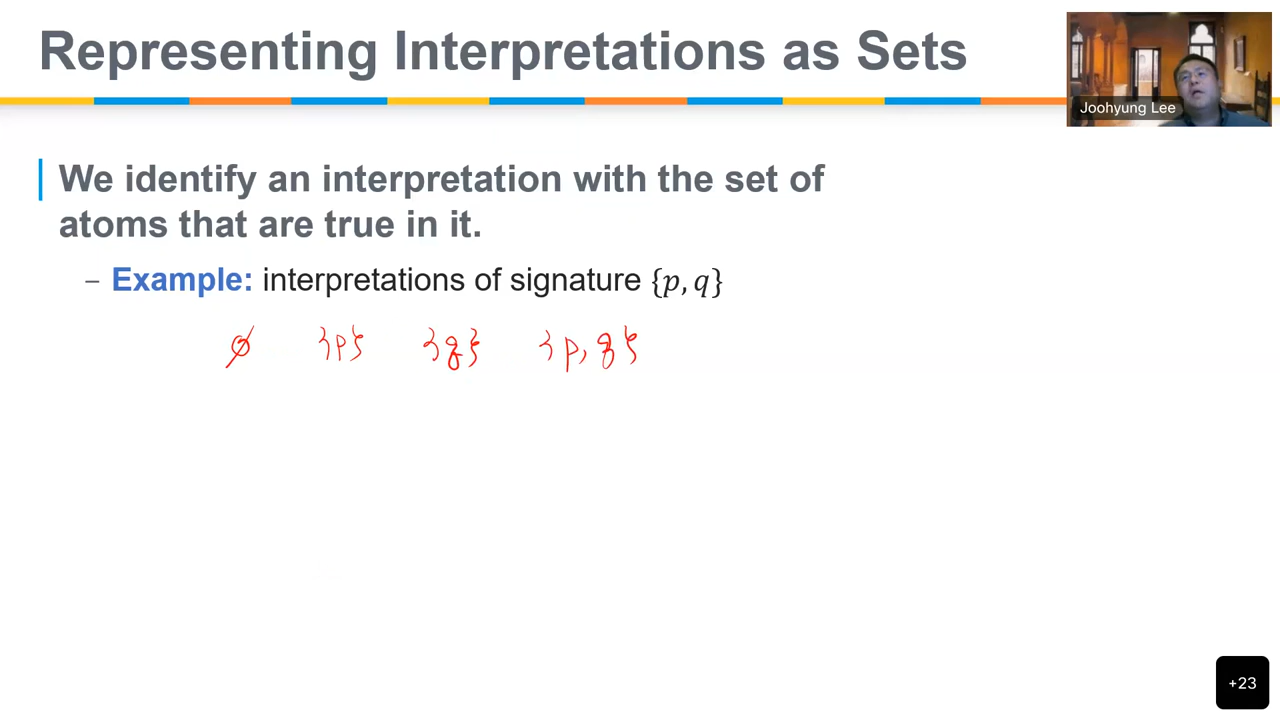 Representing Interpretations as Sets
Joohyung Lee
We identify an interpretation with the set of
atoms that are true in it.
– Example: interpretations of signature {p, q}
∅ {p} {q} {p, q}
+23